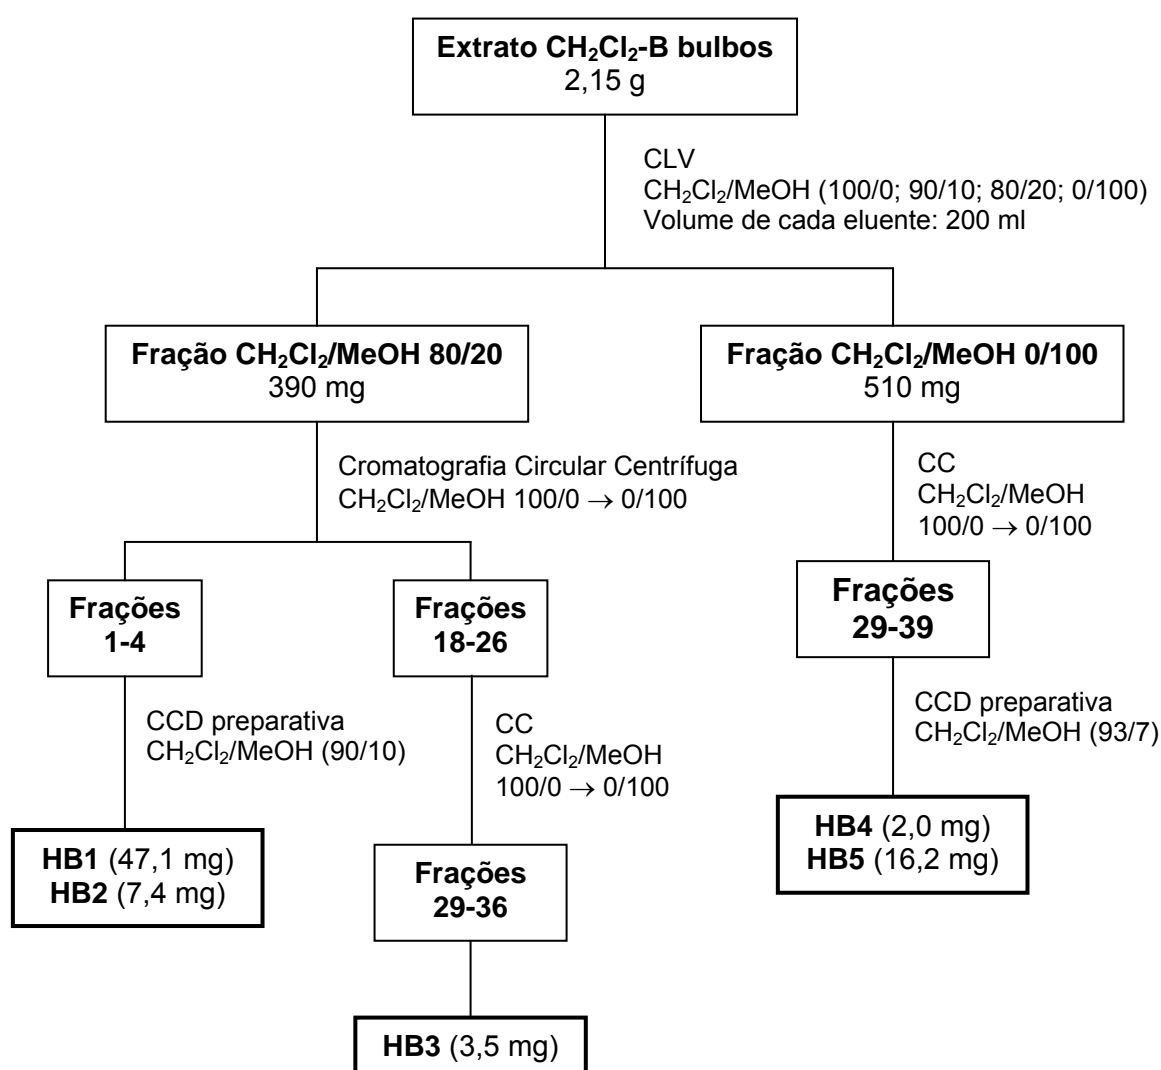 Extrato CH₂Cl₂-B bulbos
2,15 g
CLV
CH₂Cl₂/MeOH (100/0; 90/10; 80/20; 0/100)
Volume de cada eluente: 200 ml
Fração CH₂Cl₂/MeOH 80/20
390 mg
Fração CH₂Cl₂/MeOH 0/100
510 mg
Cromatografia Circular Centrífuga
CH₂Cl₂/MeOH 100/0 → 0/100
CC
CH₂Cl₂/MeOH
100/0 → 0/100
Frações
1-4
Frações
18-26
Frações
29-39
CCD preparativa
CH₂Cl₂/MeOH (90/10)
CC
CH₂Cl₂/MeOH
100/0 → 0/100
CCD preparativa
CH₂Cl₂/MeOH (93/7)
HB1 (47,1 mg)
HB2 (7,4 mg)
Frações
29-36
HB4 (2,0 mg)
HB5 (16,2 mg)
HB3 (3,5 mg)